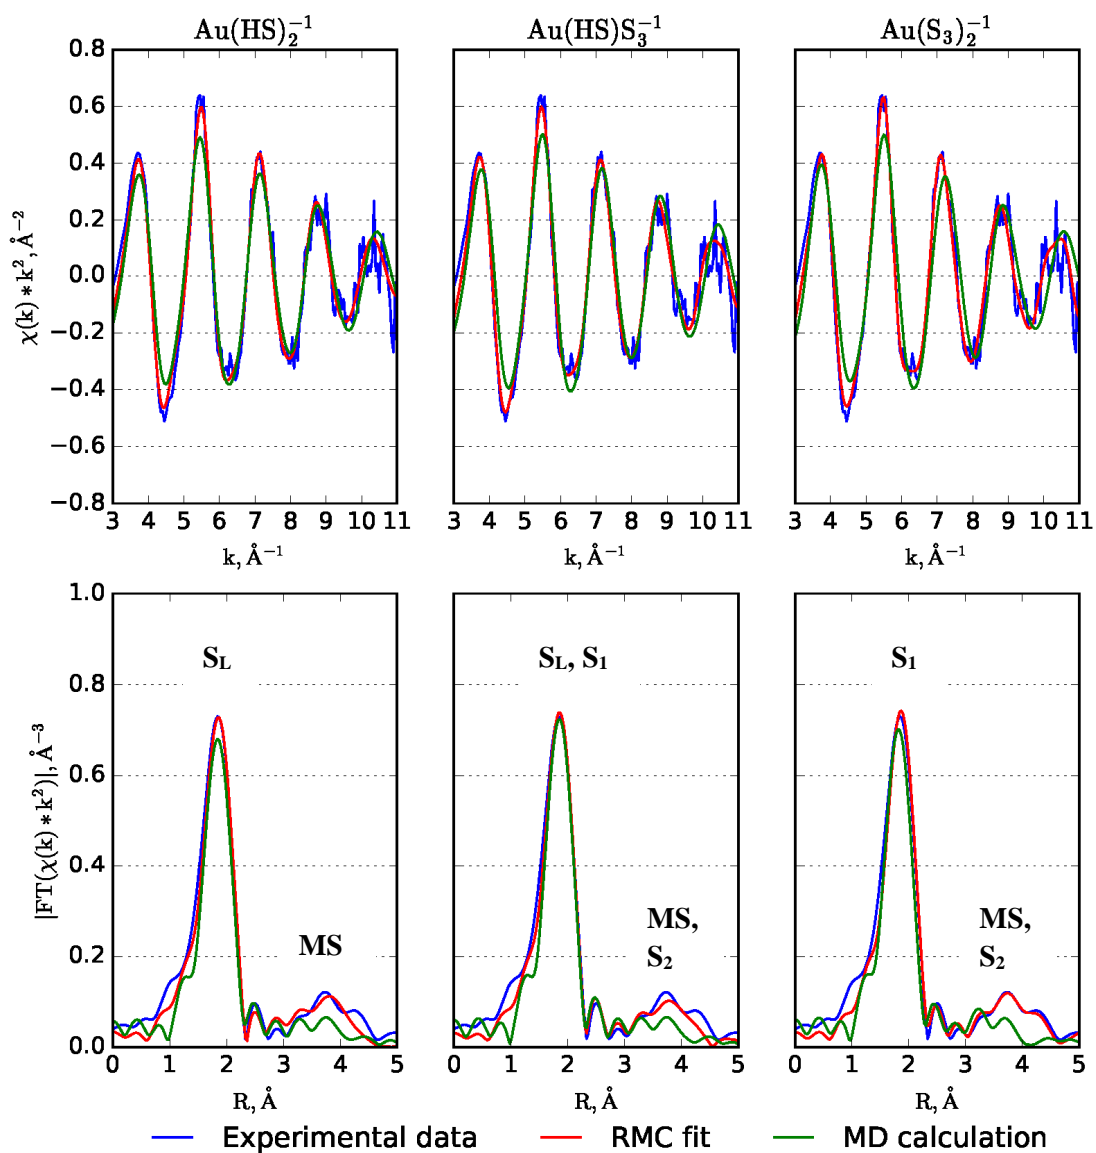 Au(HS)₂⁻¹ Au(HS)S₃⁻¹ Au(S₃)₂⁻¹
χ(k)∗k², Å⁻²
0.8
0.6
0.4
0.2
0.0
−0.2
−0.4
−0.6
−0.8
3 4 5 6 7 8 9 10 11 3 4 5 6 7 8 9 10 11 3 4 5 6 7 8 9 10 11
k, Å⁻¹ k, Å⁻¹ k, Å⁻¹
|FT(χ(k)∗k²)|, Å⁻³
1.0
0.8
0.6
0.4
0.2
0.0
S_L S_L, S₁ S₁
MS MS, MS,
S₂ S₂
0 1 2 3 4 5 0 1 2 3 4 5 0 1 2 3 4 5
R, Å R, Å R, Å
Experimental data RMC fit MD calculation